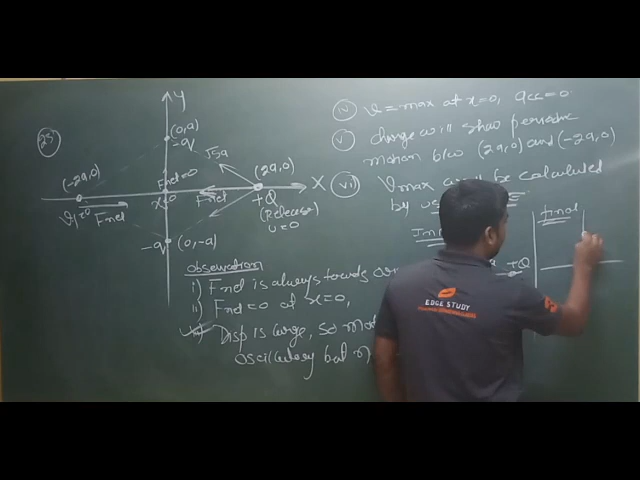 25
Y
(0,a)
-q
√5a
(-2a,0)
(2a,0)
Fnet=0
X
x=0
Fnet
Fnet
+Q
(Release)
u=0
-q
(0,-a)
Observation
i) Fnet is always towards
ii) Fnet=0 at x=0,
Disp is large, so
oscillatory but
iv) v=max at x=0, acc=0.
v) charge will show periodic
motion b/w (2a,0) and (-2a,0)
vi) Vmax can be calculated
by
final
+Q
EDGE STUDY